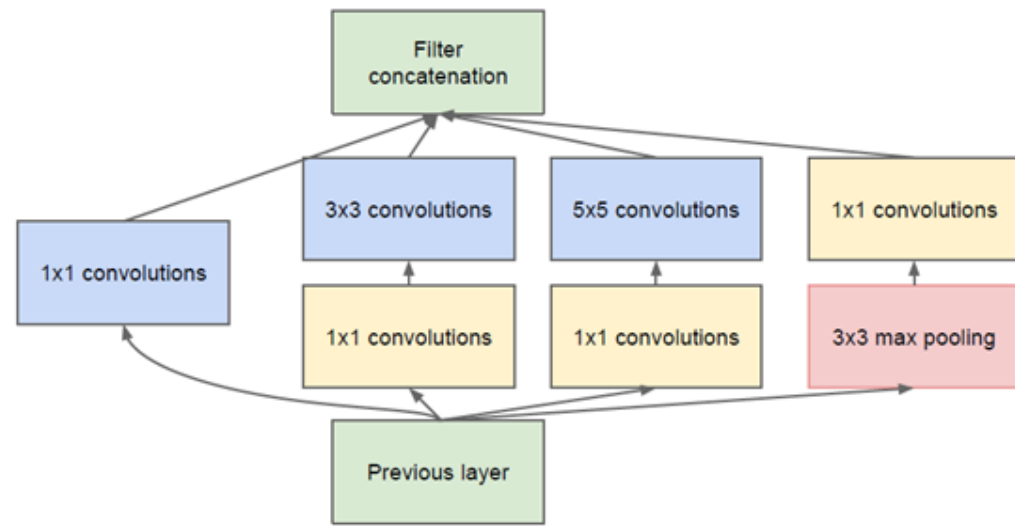 Filter
concatenation
3x3 convolutions
5x5 convolutions
1x1 convolutions
1x1 convolutions
1x1 convolutions
1x1 convolutions
3x3 max pooling
Previous layer